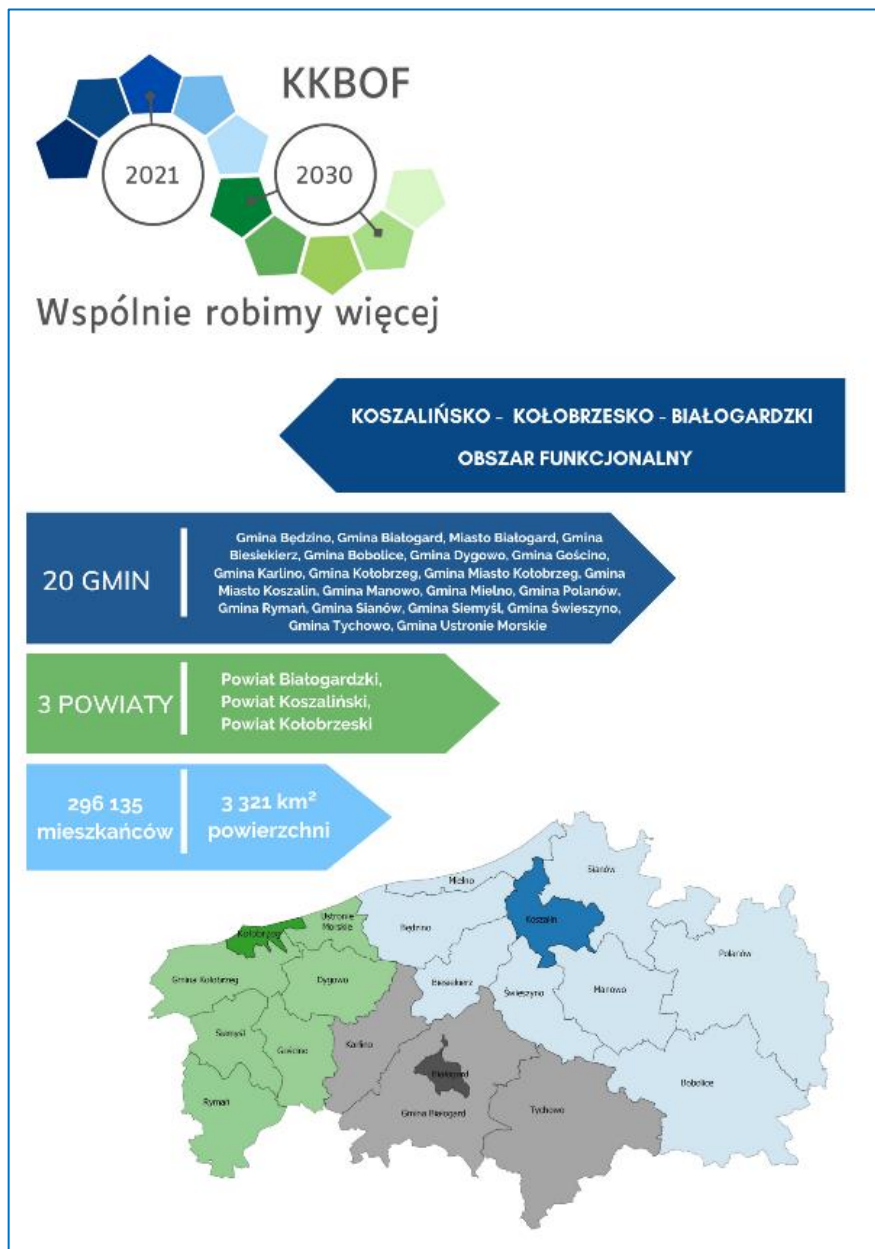 KKBOF
2021
2030
Wspólnie robimy więcej
KOSZALIŃSKO - KOŁOBRZESKO - BIAŁOGARDZKI
OBSZAR FUNKCJONALNY
20 GMIN
Gmina Będzino, Gmina Białogard, Miasto Białogard, Gmina
Biesiekierz, Gmina Bobolice, Gmina Dygowo, Gmina Gościno,
Gmina Karlino, Gmina Kołobrzeg, Gmina Miasto Kołobrzeg, Gmina
Miasto Koszalin, Gmina Manowo, Gmina Mielno, Gmina Polanów,
Gmina Rymań, Gmina Sianów, Gmina Siemyśl, Gmina Świeszyno,
Gmina Tychowo, Gmina Ustronie Morskie
3 POWIATY
Powiat Białogardzki,
Powiat Koszaliński,
Powiat Kołobrzeski
296 135
mieszkańców
3 321 km²
powierzchni
Sianów
Mielno
Koszalin
Ustronie
Morskie
Kołobrzeg
Będzino
Polanów
Gmina Kołobrzeg
Dygowo
Biesiekierz
Świeszyno
Manowo
Siemyśl
Gościno
Karlino
Białogard
Bobolice
Rymań
Gmina Białogard
Tychowo